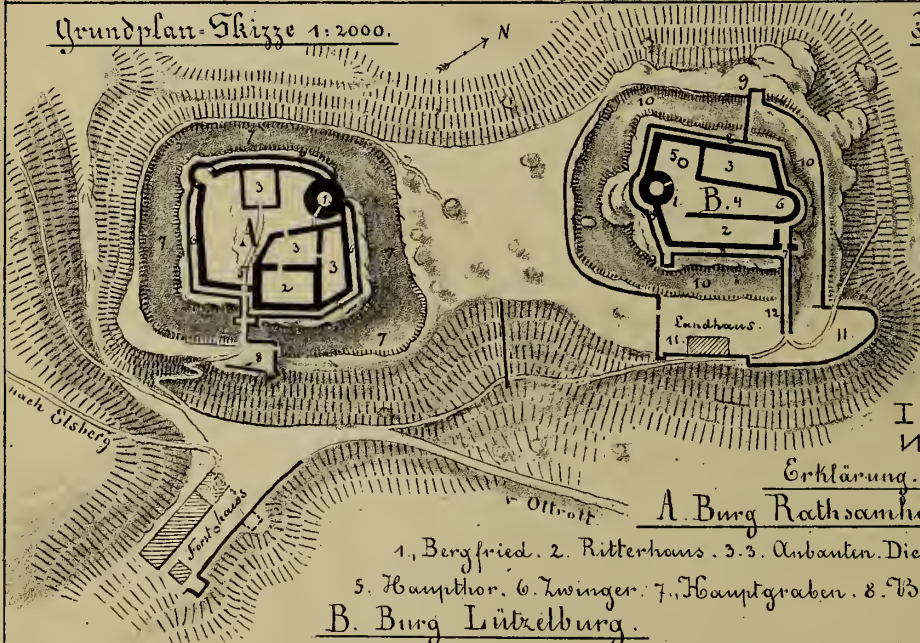 Grundplan-Skizze 1:2000.
N
9
10
10
10
5
3
1.
B. 4
6
2
10
12
Landhaus.
11.
11.
3
1.
6
A
3
3
6
7
7
2
7
8
nach Elsberg
Forsthaus
n. Ottrott
Erklärung.
A. Burg Rathsamh
1., Bergfried. 2. Ritterhaus. 3.3. Anbauten. Die
5. Hauptthor. 6. Zwinger. 7., Hauptgraben. 8.
B. Burg Lützelburg.